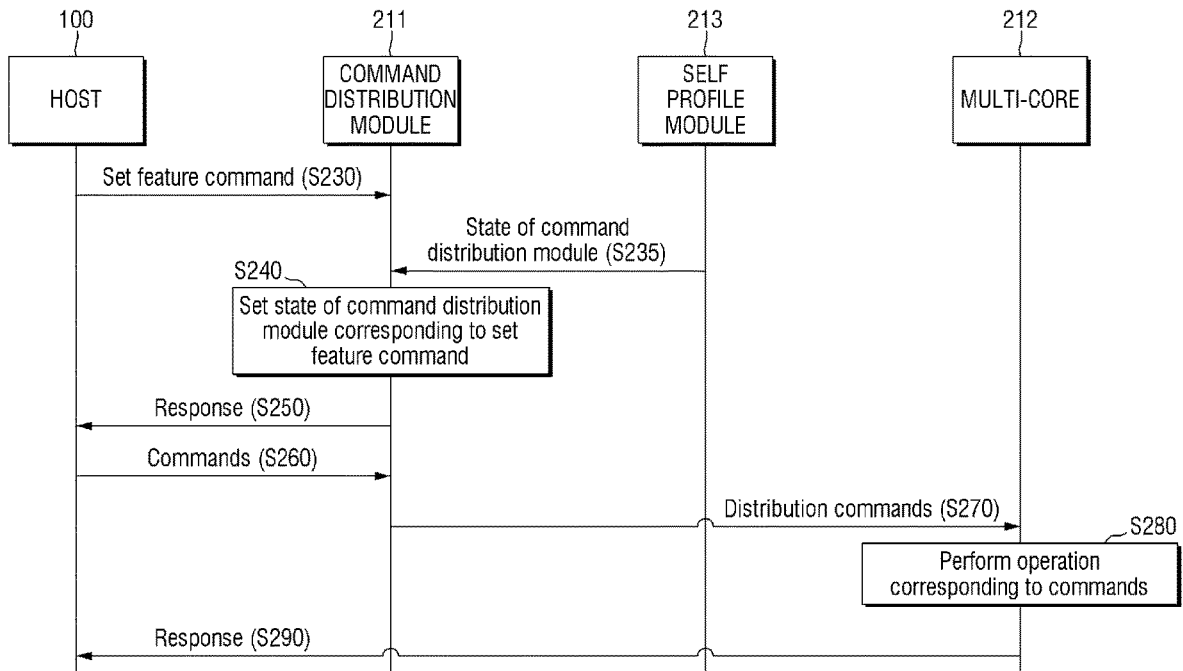 100
211
213
212
HOST
COMMAND
DISTRIBUTION
MODULE
SELF
PROFILE
MODULE
MULTI-CORE
Set feature command (S230)
State of command
distribution module (S235)
S240
Set state of command distribution
module corresponding to set
feature command
Response (S250)
Commands (S260)
Distribution commands (S270)
S280
Perform operation
corresponding to commands
Response (S290)